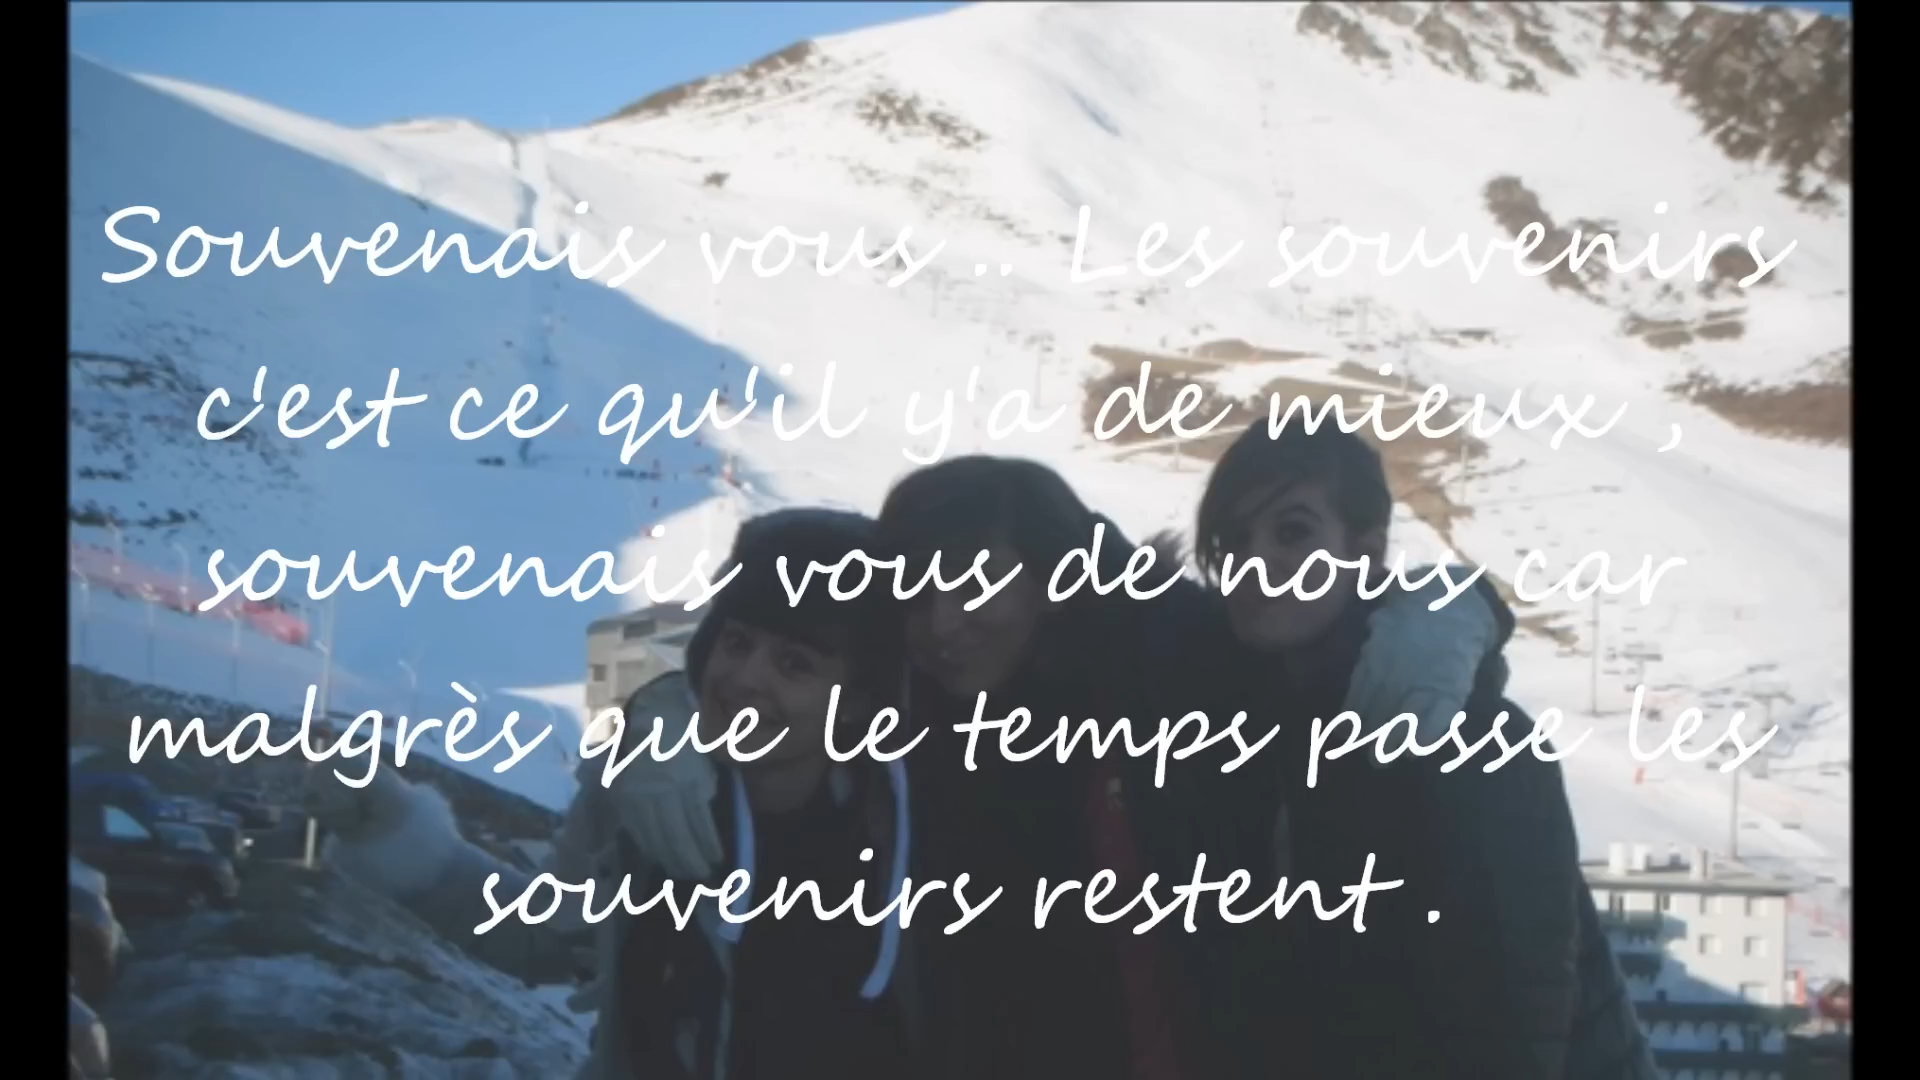 Souvenais vous .. Les souvenirs
c'est ce qu'il y'a de mieux ,
souvenais vous de nous car
malgrès que le temps passe les
souvenirs restent .